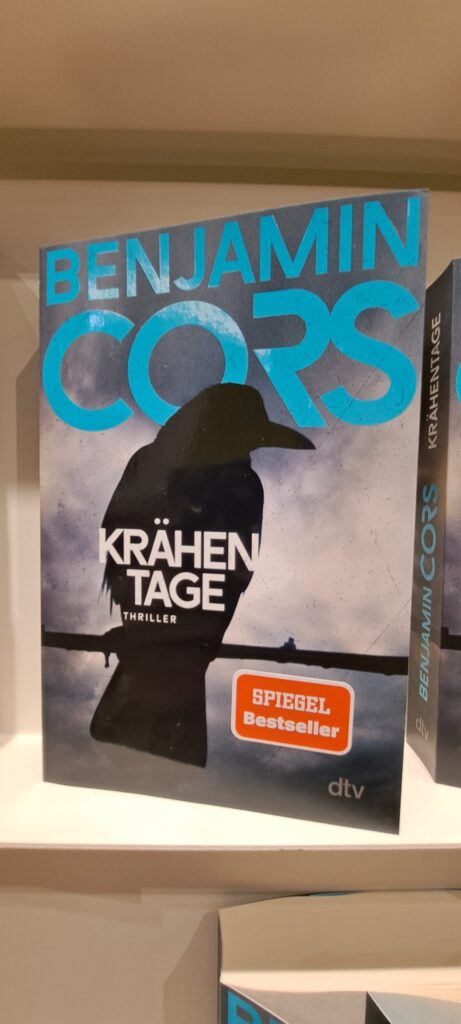 BENJAMIN
CORS
KRÄHEN
TAGE
THRILLER
SPIEGEL
Bestseller
dtv
BENJAMIN CORS KRÄHENTAGE
dtv